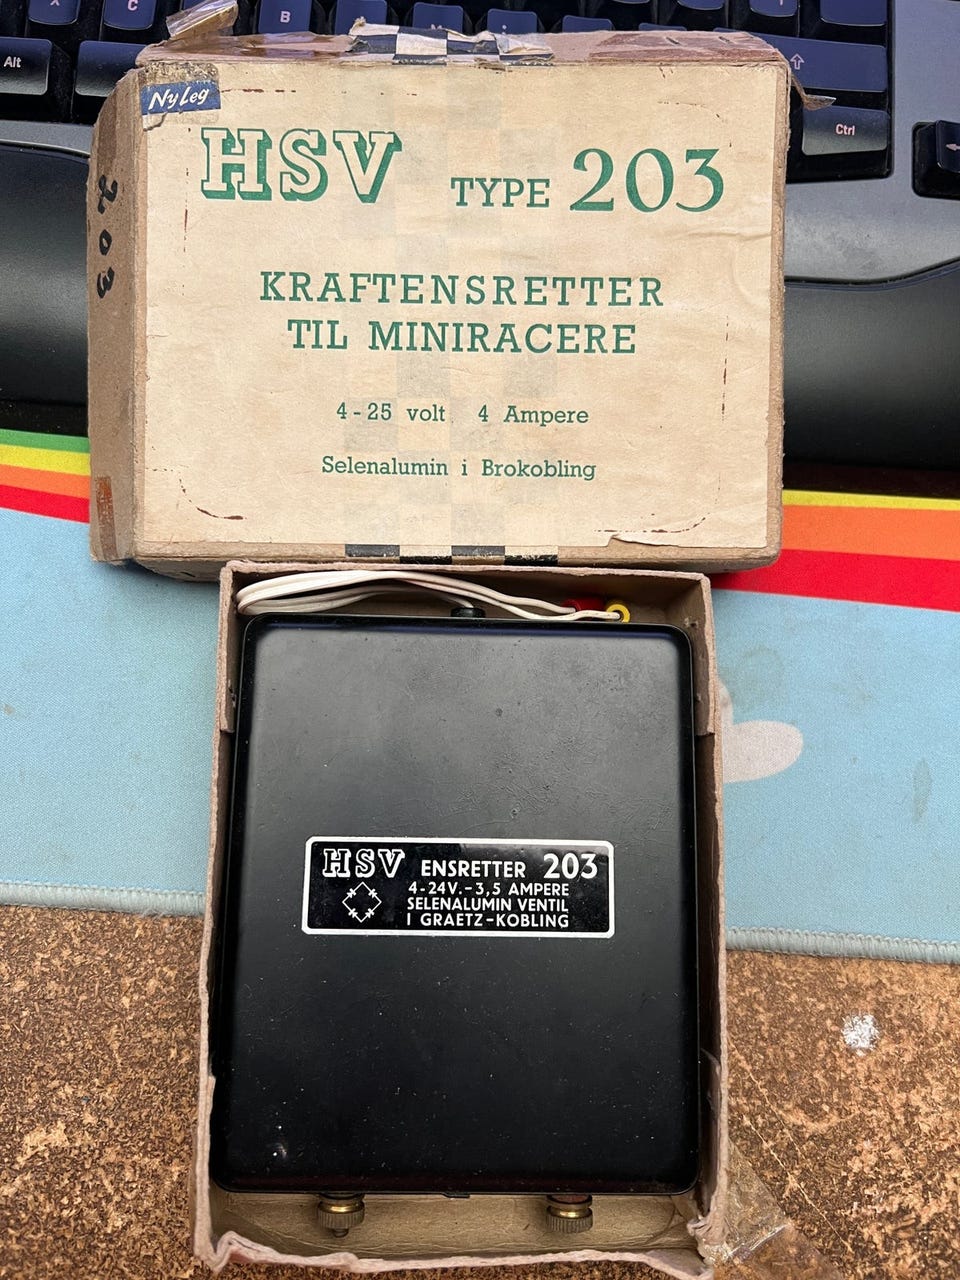 X
C
B
M
Alt
Ctrl
Ny Leg
HSV TYPE 203
203
KRAFTENSRETTER
TIL MINIRACERE
4-25 volt 4 Ampere
Selenalumin i Brokobling
HSV ENSRETTER 203
4-24V.-3,5 AMPERE
SELENALUMIN VENTIL
I GRAETZ-KOBLING